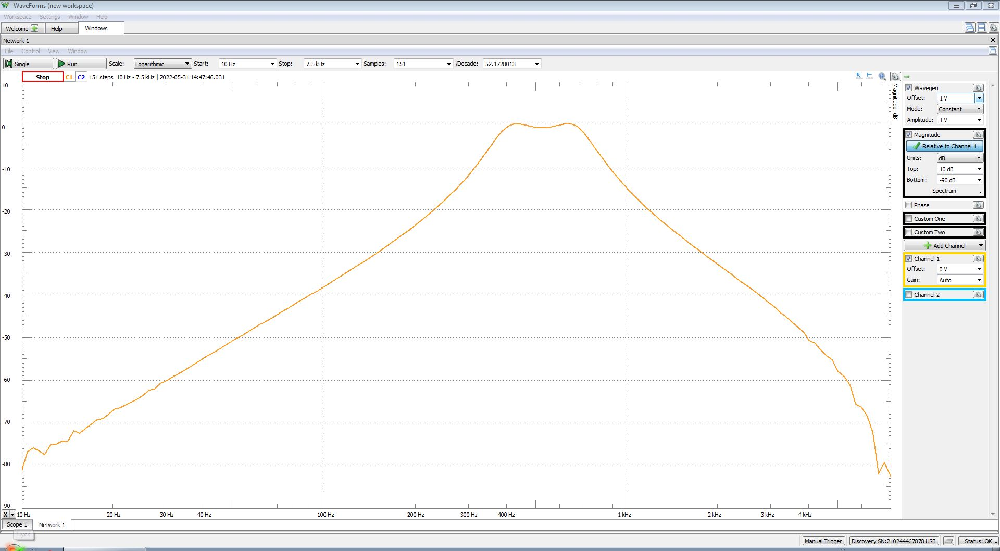 WaveForms (new workspace)
Workspace Settings Window Help
Welcome Help Windows
Network 1
File Control View Window
Single Run Scale: Logarithmic Start: 10 Hz Stop: 7.5 kHz Samples: 151 /Decade: 52.1728013
Stop C1 C2 151 steps 10 Hz - 7.5 kHz | 2022-05-31 14:47:46.031
10
0
-10
-20
-30
-40
-50
-60
-70
-80
-90
Magnitude dB
X 10 Hz 20 Hz 30 Hz 40 Hz 100 Hz 200 Hz 300 Hz 400 Hz 1 kHz 2 kHz 3 kHz 4 kHz
Wavegen
Offset: 1 V
Mode: Constant
Amplitude: 1 V
Magnitude
Relative to Channel 1
Units: dB
Top: 10 dB
Bottom: -90 dB
Spectrum
Phase
Custom One
Custom Two
Add Channel
Channel 1
Offset: 0 V
Gain: Auto
Channel 2
Scope 1 Network 1
Пуск
Manual Trigger Discovery SN:210244467878 USB Status: OK